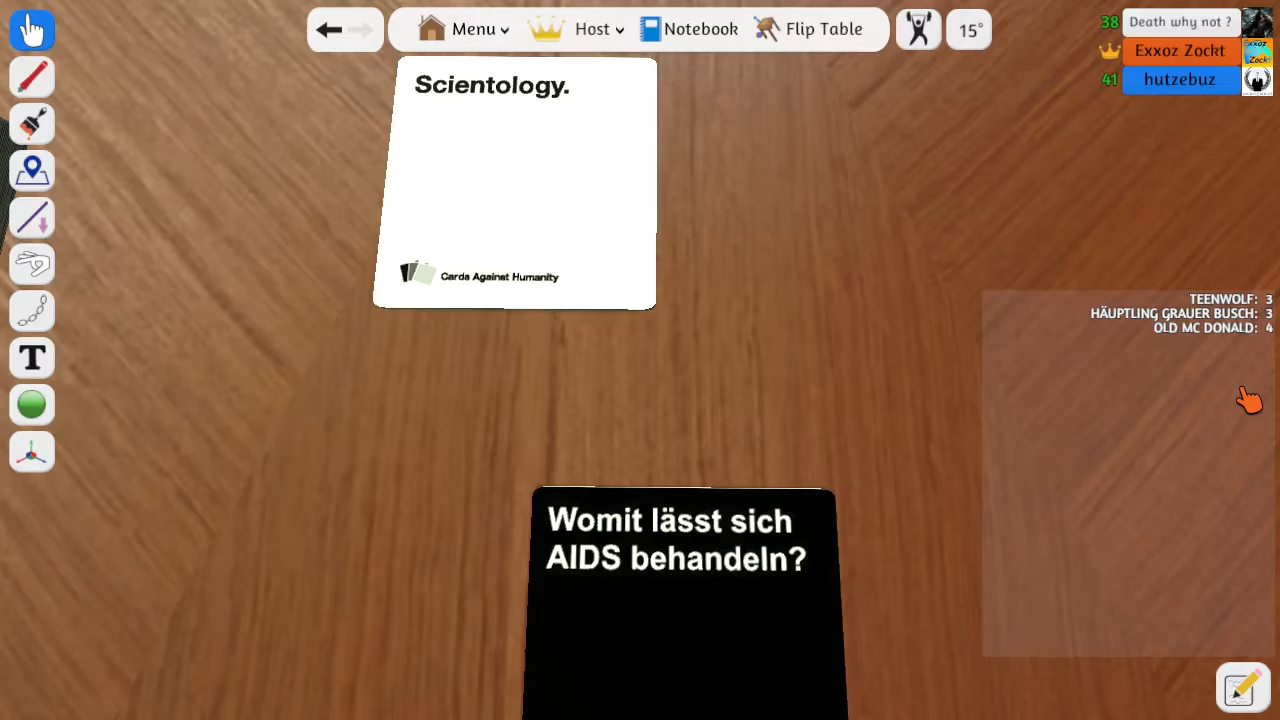 Menu
Host
Notebook
Flip Table
15°
38 Death why not ?
Exxoz Zockt
41 hutzebuz
Scientology.
Cards Against Humanity
TEENWOLF: 3
HÄUPTLING GRAUER BUSCH: 3
OLD MC DONALD: 4
T
Womit lässt sich
AIDS behandeln?